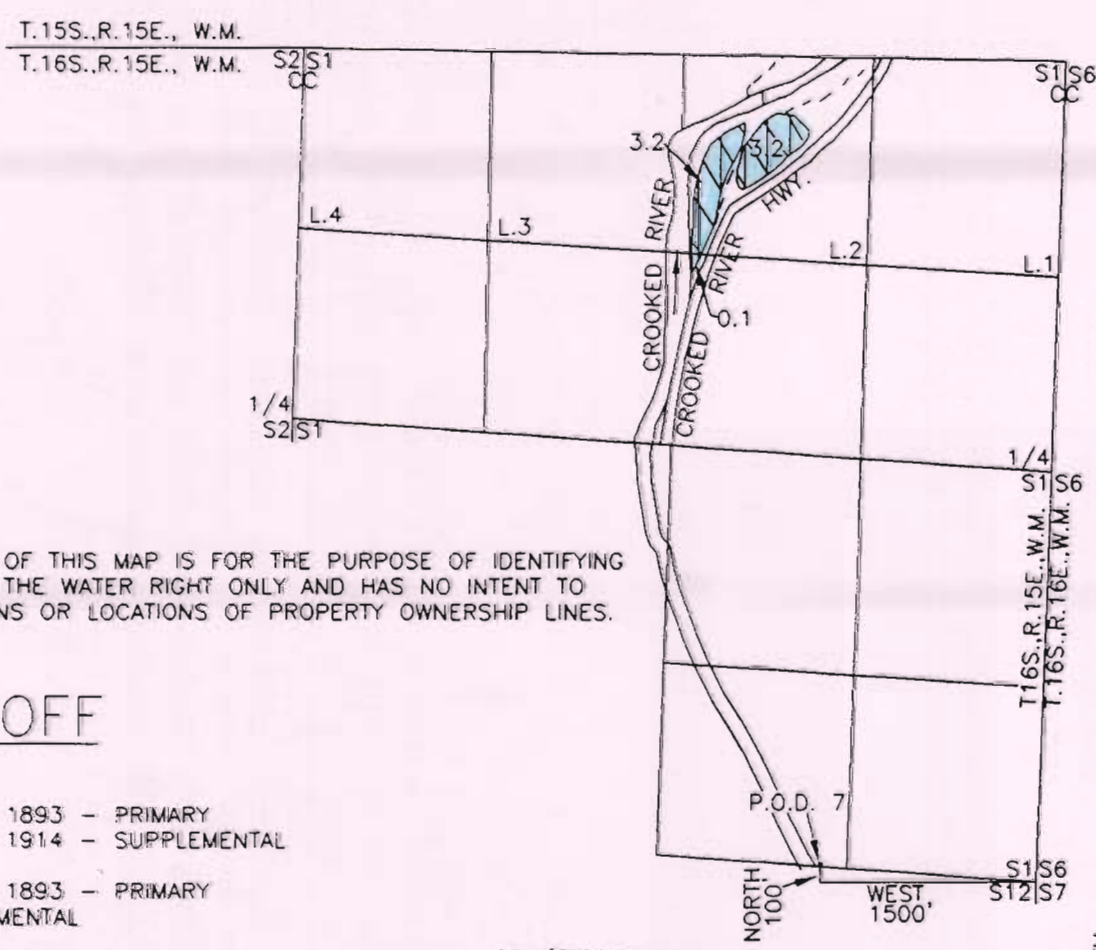 T.15S.,R.15E., W.M.
T.16S.,R.15E., W.M.
S2 S1
CC
S1 S6
CC
3.2
3.2
HWY.
RIVER
CROOKED
L.4
L.3
L.2
L.1
RIVER
CROOKED
0.1
1/4
S2 S1
1/4
S1 S6
T16S.,R.15E.,W.M.
T.16S.,R.16E.,W.M.
OF THIS MAP IS FOR THE PURPOSE OF IDENTIFYING
THE WATER RIGHT ONLY AND HAS NO INTENT TO
NS OR LOCATIONS OF PROPERTY OWNERSHIP LINES.
OFF
1893 - PRIMARY
1914 - SUPPLEMENTAL
1893 - PRIMARY
MENTAL
P.O.D. 7
NORTH
100'
WEST
1500'
S1 S6
S12 S7